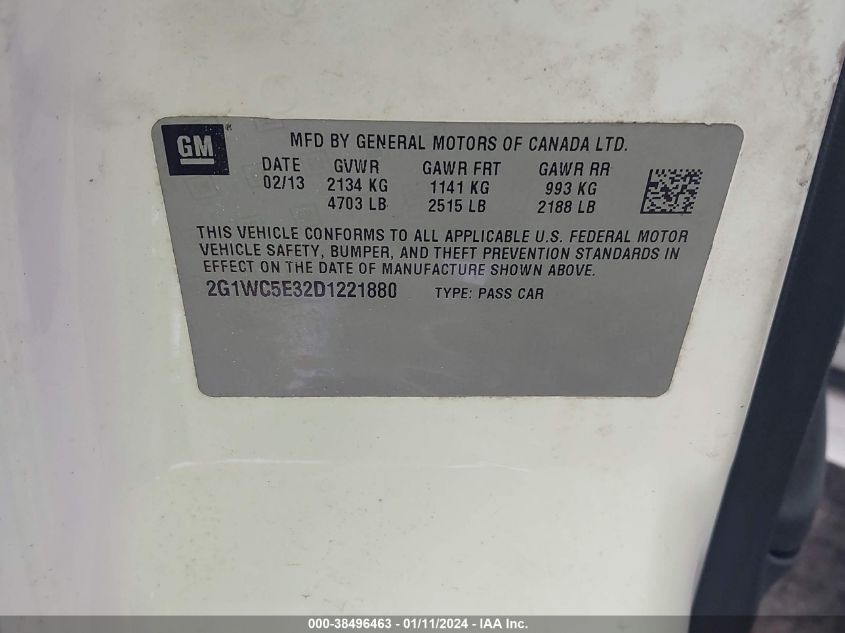 GM ® MFD BY GENERAL MOTORS OF CANADA LTD.
DATE GVWR GAWR FRT GAWR RR
02/13 2134 KG 1141 KG 993 KG
4703 LB 2515 LB 2188 LB
THIS VEHICLE CONFORMS TO ALL APPLICABLE U.S. FEDERAL MOTOR
VEHICLE SAFETY, BUMPER, AND THEFT PREVENTION STANDARDS IN
EFFECT ON THE DATE OF MANUFACTURE SHOWN ABOVE.
2G1WC5E32D1221880 TYPE: PASS CAR
000-38496463 - 01/11/2024 - IAA Inc.